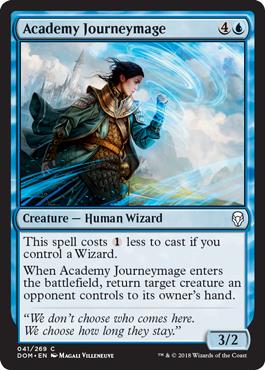 Academy Journeymage 4
Creature — Human Wizard
This spell costs 1 less to cast if you
control a Wizard.
When Academy Journeymage enters
the battlefield, return target creature an
opponent controls to its owner's hand.
"We don't choose who comes here.
We choose how long they stay."
3/2
041/269 C
DOM • EN MAGALI VILLENEUVE
™ & © 2018 Wizards of the Coast